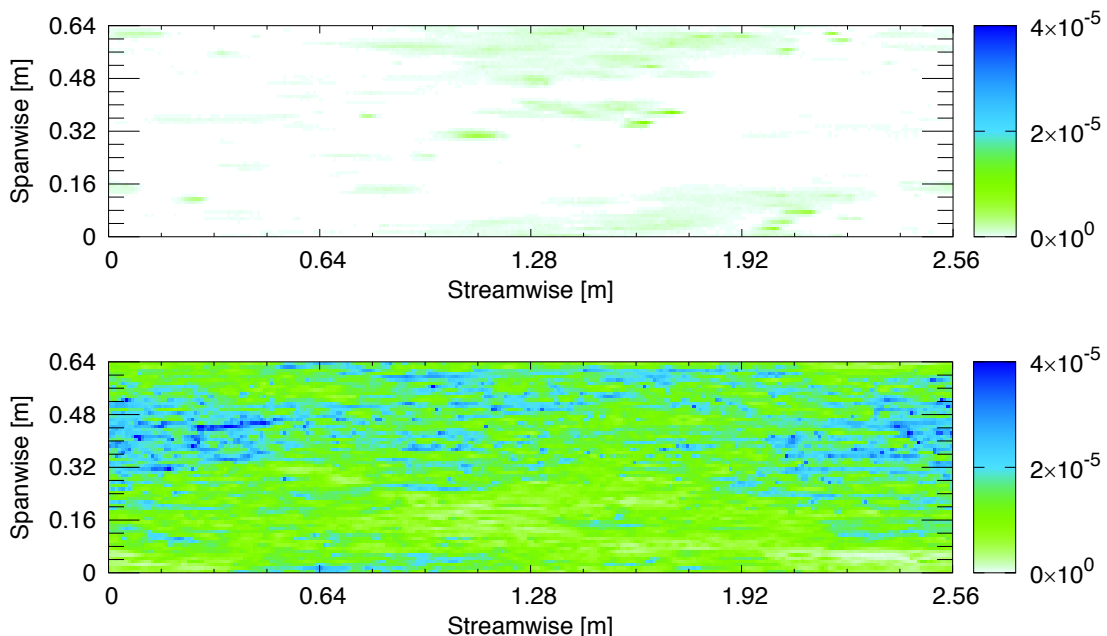 0.64
0.48
0.32
0.16
0
Spanwise [m]
0 0.64 1.28 1.92 2.56
Streamwise [m]
4×10⁻⁵
2×10⁻⁵
0×10⁰
0.64
0.48
0.32
0.16
0
Spanwise [m]
0 0.64 1.28 1.92 2.56
Streamwise [m]
4×10⁻⁵
2×10⁻⁵
0×10⁰